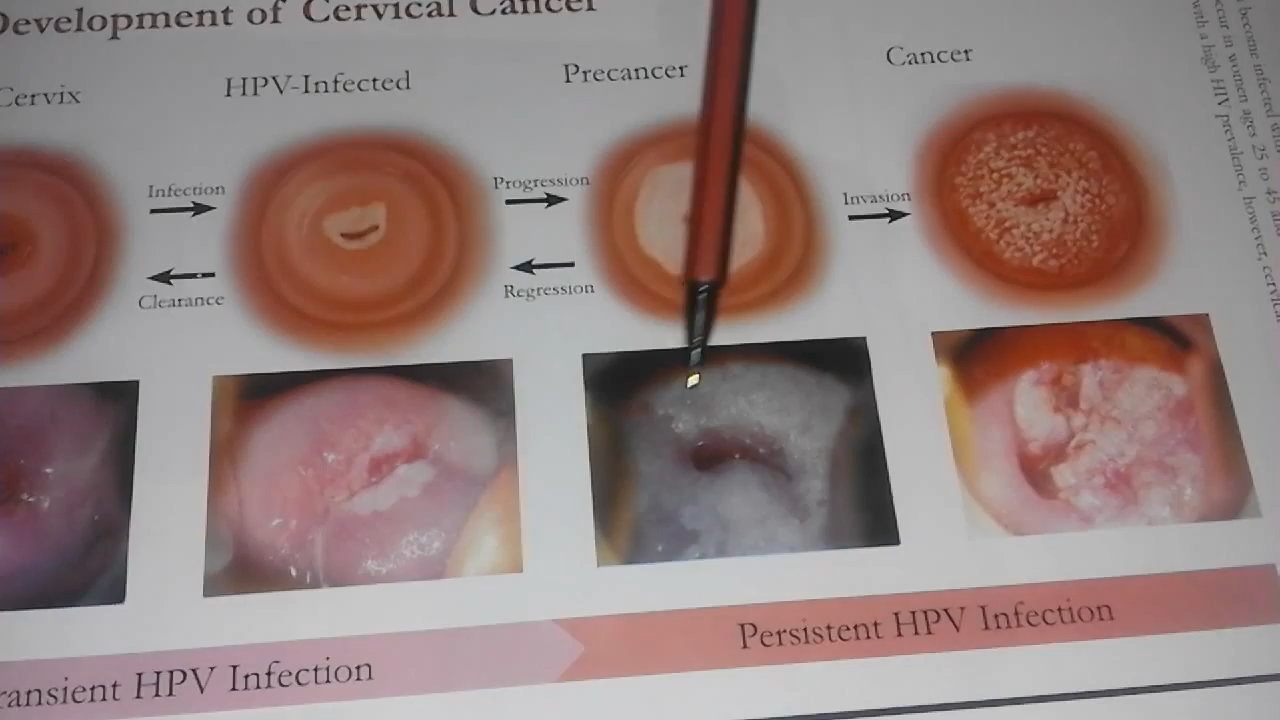 Development of Cervical Cancer
Cervix
HPV-Infected
Precancer
Cancer
Infection
Clearance
Progression
Regression
Invasion
Transient HPV Infection
Persistent HPV Infection
become infected
occur in women ages 25 to 45
with a high HIV prevalence, however, cervical